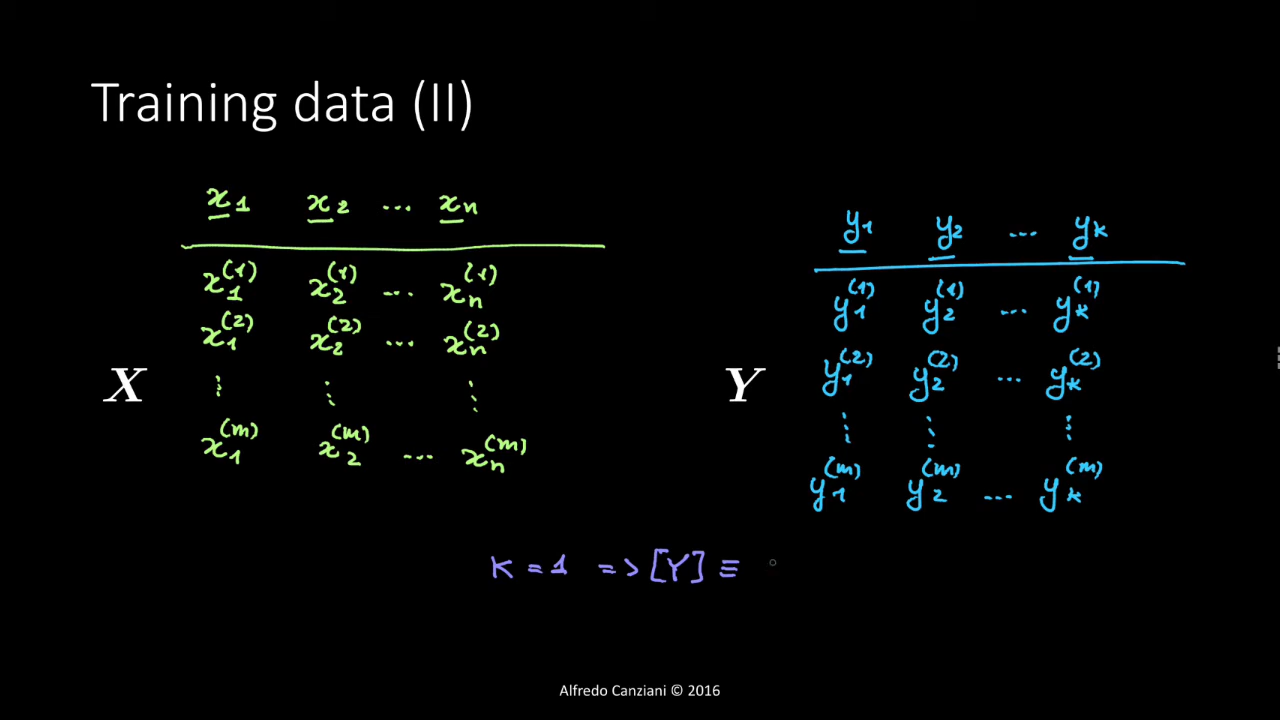 Training data (II)
x₁ x₂ ... xₙ
x₁⁽¹⁾ x₂⁽¹⁾ ... xₙ⁽¹⁾
x₁⁽²⁾ x₂⁽²⁾ ... xₙ⁽²⁾
X ⋮ ⋮ ⋮
x₁⁽ᵐ⁾ x₂⁽ᵐ⁾ ... xₙ⁽ᵐ⁾
y₁ y₂ ... yₖ
y₁⁽¹⁾ y₂⁽¹⁾ ... yₖ⁽¹⁾
y₁⁽²⁾ y₂⁽²⁾ ... yₖ⁽²⁾
Y ⋮ ⋮ ⋮
y₁⁽ᵐ⁾ y₂⁽ᵐ⁾ ... yₖ⁽ᵐ⁾
K = 1 => [Y] ≡
Alfredo Canziani © 2016